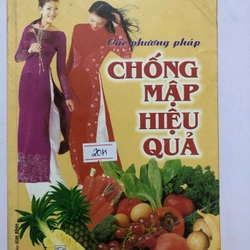 Các phương pháp
CHỐNG
MẬP
HIỆU
QUẢ
20K